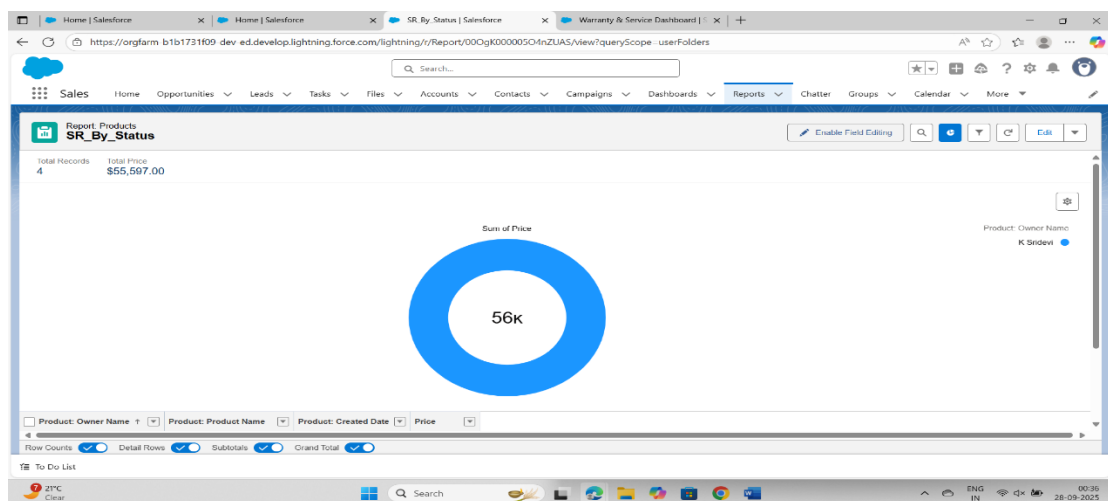 Home | Salesforce
Home | Salesforce
SR_By_Status | Salesforce
Warranty & Service Dashboard | S
https://orgfarm-b1b1731f09-dev-ed.develop.lightning.force.com/lightning/r/Report/00OgK000005O4nZUAS/view?queryScope=userFolders
Search...
Sales Home Opportunities Leads Tasks Files Accounts Contacts Campaigns Dashboards Reports Chatter Groups Calendar More
Report: Products
SR_By_Status
Enable Field Editing
Edit
Total Records Total Price
4 $55,597.00
Sum of Price
Product: Owner Name
K Sridevi
56K
Product: Owner Name ↑ Product: Product Name Product: Created Date Price
Row Counts Detail Rows Subtotals Grand Total
To Do List
7 21°C
Clear
Search
ENG
IN
00:36
28-09-2025